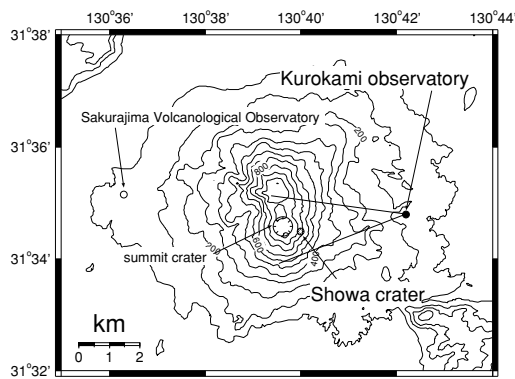 130˚36' 130˚38' 130˚40' 130˚42' 130˚44'
31˚38'
Kurokami observatory
Sakurajima Volcanological Observatory
200
31˚36'
800
31˚34'
summit crater
600
400
Showa crater
km
0 1 2
31˚32'